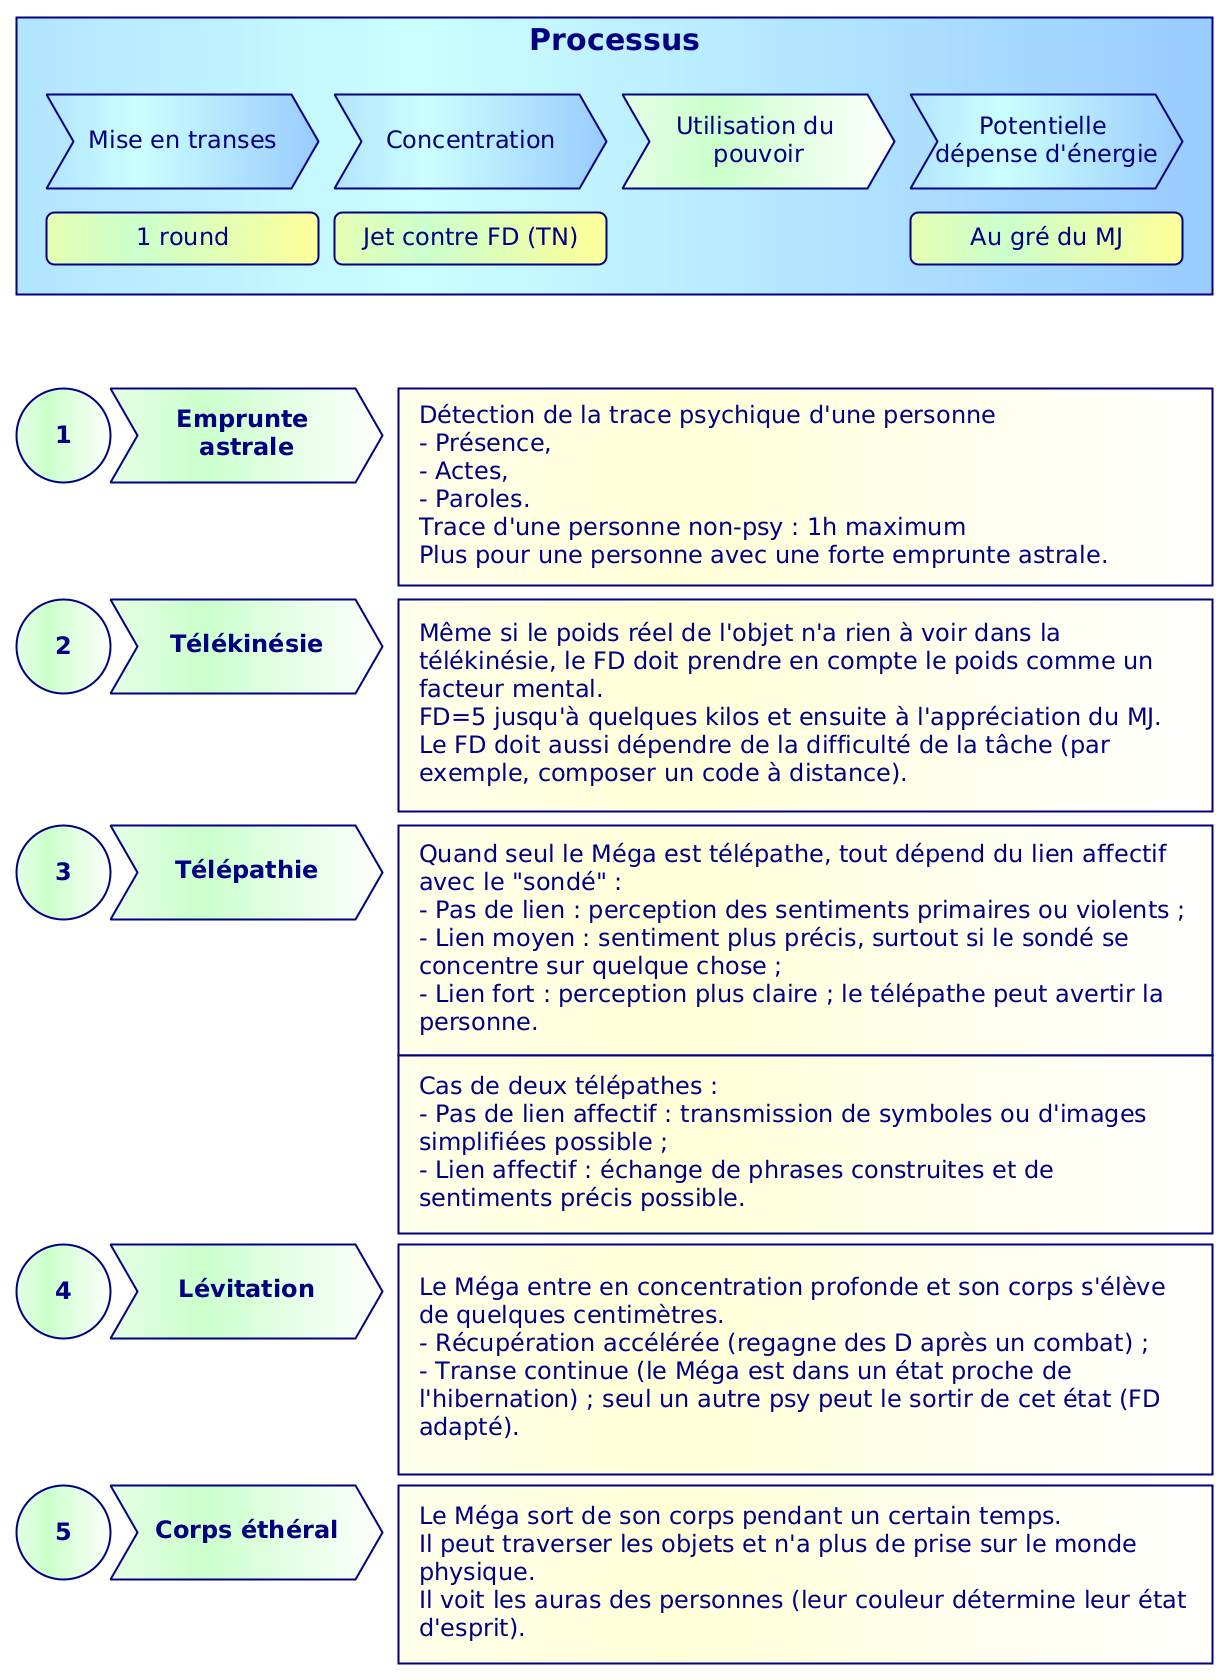 Processus
Mise en transes
Concentration
Utilisation du
pouvoir
Potentielle
dépense d'énergie
1 round
Jet contre FD (TN)
Au gré du MJ
1
Emprunte
astrale
Détection de la trace psychique d'une personne
- Présence,
- Actes,
- Paroles.
Trace d'une personne non-psy : 1h maximum
Plus pour une personne avec une forte emprunte astrale.
2
Télékinésie
Même si le poids réel de l'objet n'a rien à voir dans la
télékinésie, le FD doit prendre en compte le poids comme un
facteur mental.
FD=5 jusqu'à quelques kilos et ensuite à l'appréciation du MJ.
Le FD doit aussi dépendre de la difficulté de la tâche (par
exemple, composer un code à distance).
3
Télépathie
Quand seul le Méga est télépathe, tout dépend du lien affectif
avec le "sondé" :
- Pas de lien : perception des sentiments primaires ou violents ;
- Lien moyen : sentiment plus précis, surtout si le sondé se
concentre sur quelque chose ;
- Lien fort : perception plus claire ; le télépathe peut avertir la
personne.
Cas de deux télépathes :
- Pas de lien affectif : transmission de symboles ou d'images
simplifiées possible ;
- Lien affectif : échange de phrases construites et de
sentiments précis possible.
4
Lévitation
Le Méga entre en concentration profonde et son corps s'élève
de quelques centimètres.
- Récupération accélérée (regagne des D après un combat) ;
- Transe continue (le Méga est dans un état proche de
l'hibernation) ; seul un autre psy peut le sortir de cet état (FD
adapté).
5
Corps éthéral
Le Méga sort de son corps pendant un certain temps.
Il peut traverser les objets et n'a plus de prise sur le monde
physique.
Il voit les auras des personnes (leur couleur détermine leur état
d'esprit).